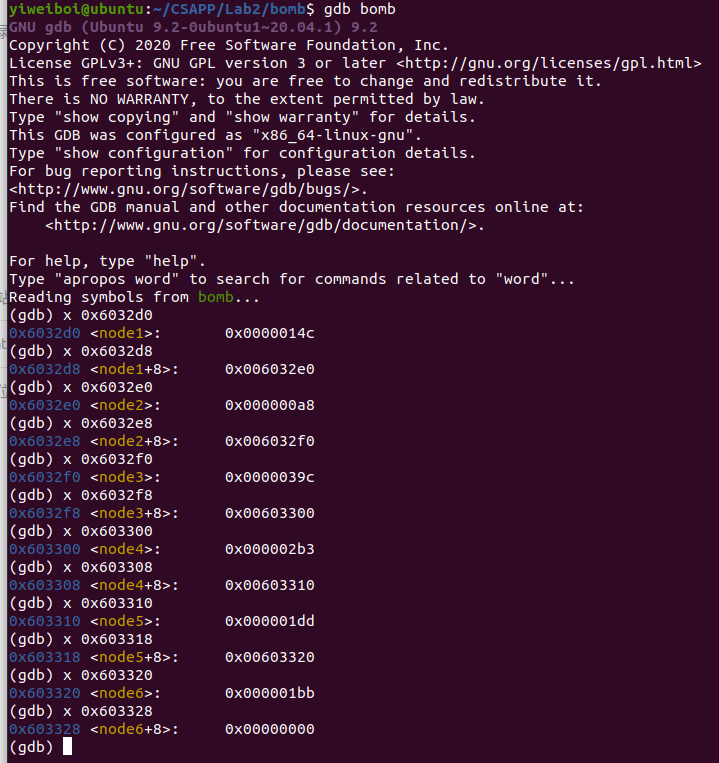 yiweiboi@ubuntu:~/CSAPP/Lab2/bomb$ gdb bomb
GNU gdb (Ubuntu 9.2-0ubuntu1~20.04.1) 9.2
Copyright (C) 2020 Free Software Foundation, Inc.
License GPLv3+: GNU GPL version 3 or later <http://gnu.org/licenses/gpl.html>
This is free software: you are free to change and redistribute it.
There is NO WARRANTY, to the extent permitted by law.
Type "show copying" and "show warranty" for details.
This GDB was configured as "x86_64-linux-gnu".
Type "show configuration" for configuration details.
For bug reporting instructions, please see:
<http://www.gnu.org/software/gdb/bugs/>.
Find the GDB manual and other documentation resources online at:
    <http://www.gnu.org/software/gdb/documentation/>.

For help, type "help".
Type "apropos word" to search for commands related to "word"...
Reading symbols from bomb...
(gdb) x 0x6032d0
0x6032d0 <node1>:       0x0000014c
(gdb) x 0x6032d8
0x6032d8 <node1+8>:     0x006032e0
(gdb) x 0x6032e0
0x6032e0 <node2>:       0x000000a8
(gdb) x 0x6032e8
0x6032e8 <node2+8>:     0x006032f0
(gdb) x 0x6032f0
0x6032f0 <node3>:       0x0000039c
(gdb) x 0x6032f8
0x6032f8 <node3+8>:     0x00603300
(gdb) x 0x603300
0x603300 <node4>:       0x000002b3
(gdb) x 0x603308
0x603308 <node4+8>:     0x00603310
(gdb) x 0x603310
0x603310 <node5>:       0x000001dd
(gdb) x 0x603318
0x603318 <node5+8>:     0x00603320
(gdb) x 0x603320
0x603320 <node6>:       0x000001bb
(gdb) x 0x603328
0x603328 <node6+8>:     0x00000000
(gdb)